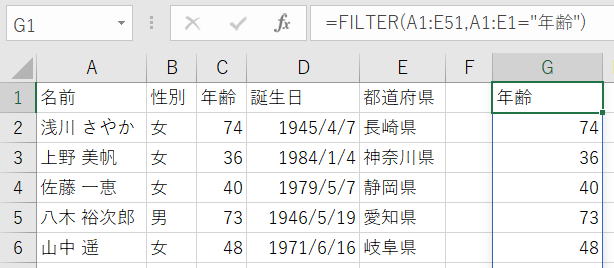 G1 fx =FILTER(A1:E51,A1:E1="年齢")
A B C D E F G
1 名前 性別 年齢 誕生日 都道府県 年齢
2 浅川 さやか 女 74 1945/4/7 長崎県 74
3 上野 美帆 女 36 1984/1/4 神奈川県 36
4 佐藤 一恵 女 40 1979/5/7 静岡県 40
5 八木 裕次郎 男 73 1946/5/19 愛知県 73
6 山中 遥 女 48 1971/6/16 岐阜県 48